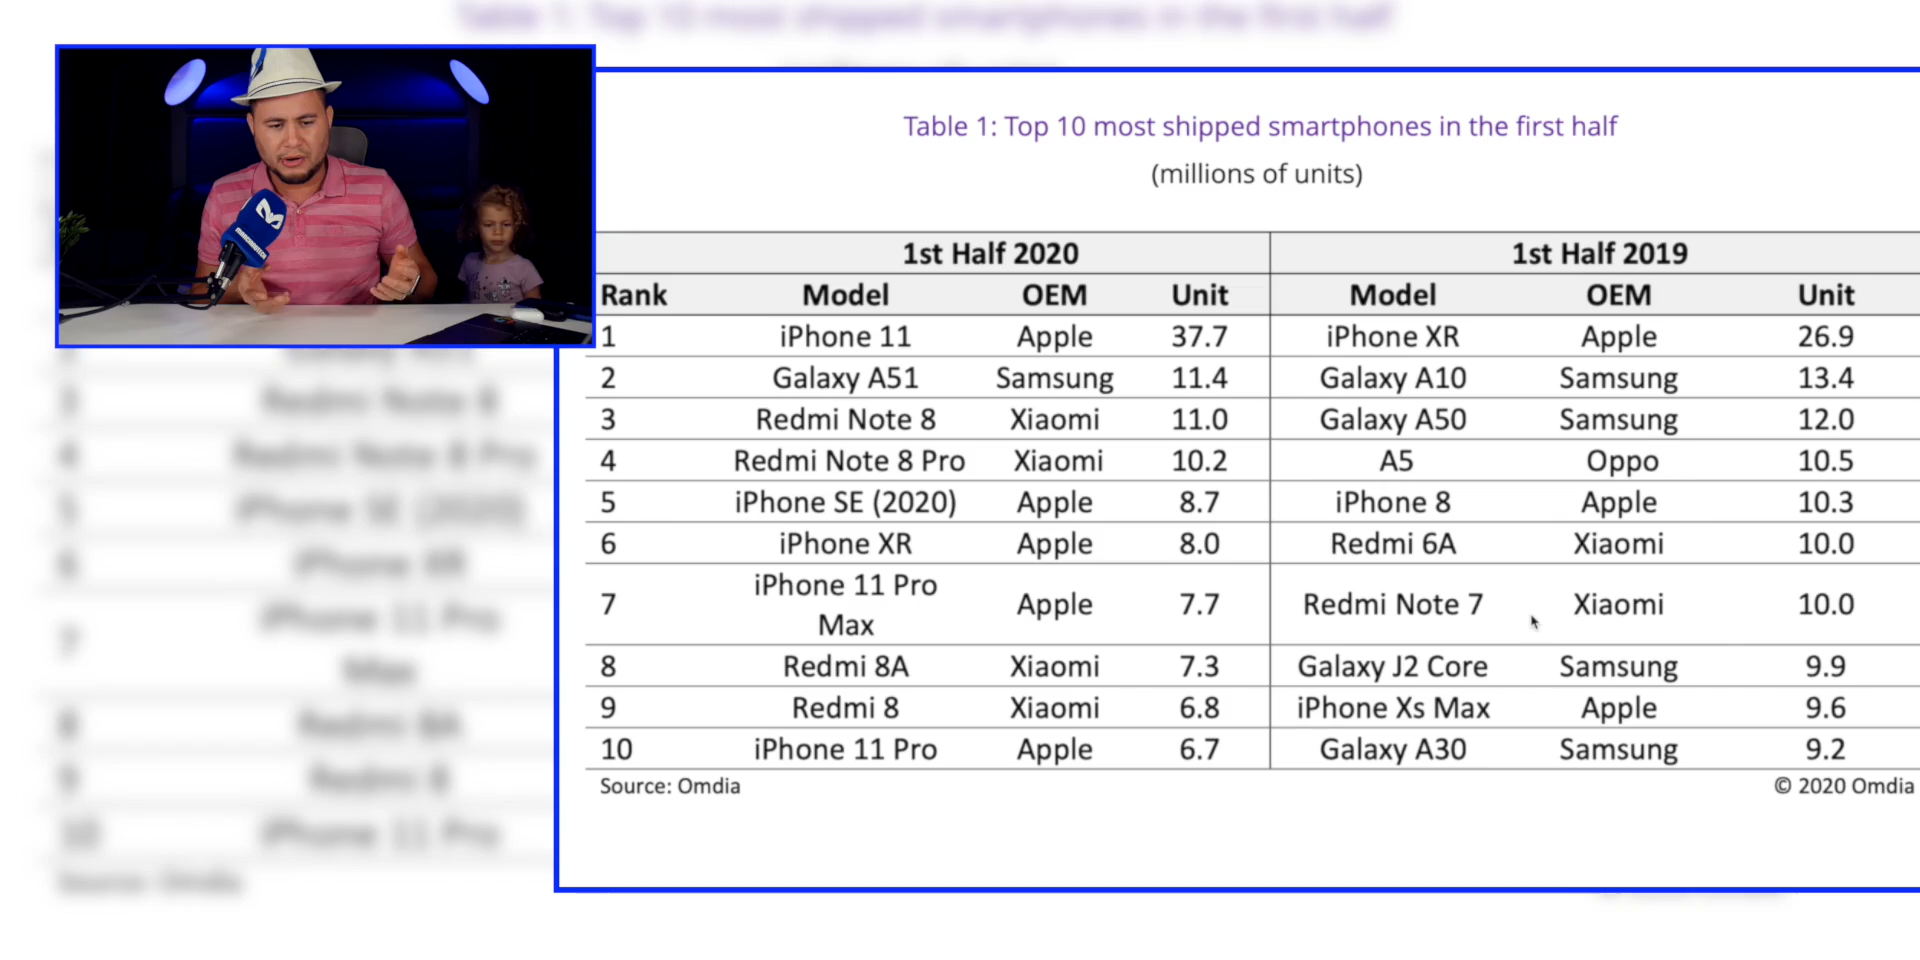 Table 1: Top 10 most shipped smartphones in the first half
(millions of units)
1st Half 2020 1st Half 2019
Rank Model OEM Unit Model OEM Unit
1 iPhone 11 Apple 37.7 iPhone XR Apple 26.9
2 Galaxy A51 Samsung 11.4 Galaxy A10 Samsung 13.4
3 Redmi Note 8 Xiaomi 11.0 Galaxy A50 Samsung 12.0
4 Redmi Note 8 Pro Xiaomi 10.2 A5 Oppo 10.5
5 iPhone SE (2020) Apple 8.7 iPhone 8 Apple 10.3
6 iPhone XR Apple 8.0 Redmi 6A Xiaomi 10.0
7 iPhone 11 Pro Max Apple 7.7 Redmi Note 7 Xiaomi 10.0
8 Redmi 8A Xiaomi 7.3 Galaxy J2 Core Samsung 9.9
9 Redmi 8 Xiaomi 6.8 iPhone Xs Max Apple 9.6
10 iPhone 11 Pro Apple 6.7 Galaxy A30 Samsung 9.2
Source: Omdia © 2020 Omdia